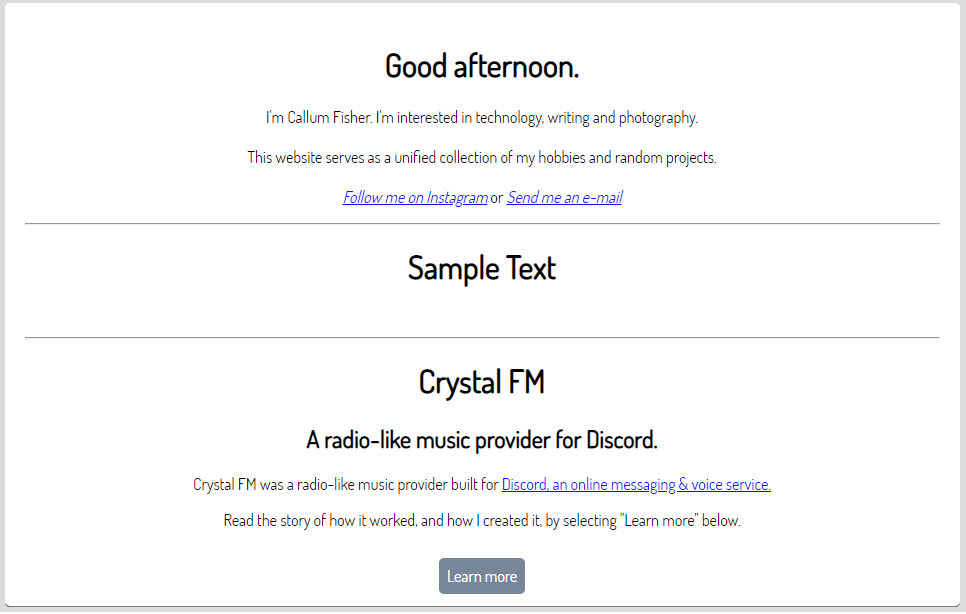 Good afternoon.
I'm Callum Fisher. I'm interested in technology, writing and photography.
This website serves as a unified collection of my hobbies and random projects.
Follow me on Instagram or Send me an e-mail
Sample Text
Crystal FM
A radio-like music provider for Discord.
Crystal FM was a radio-like music provider built for Discord, an online messaging & voice service.
Read the story of how it worked, and how I created it, by selecting "Learn more" below.
Learn more